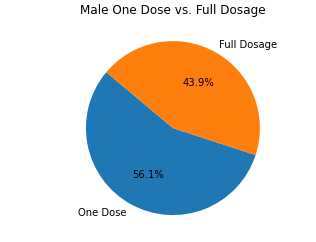 Male One Dose vs. Full Dosage
Full Dosage
43.9%
56.1%
One Dose